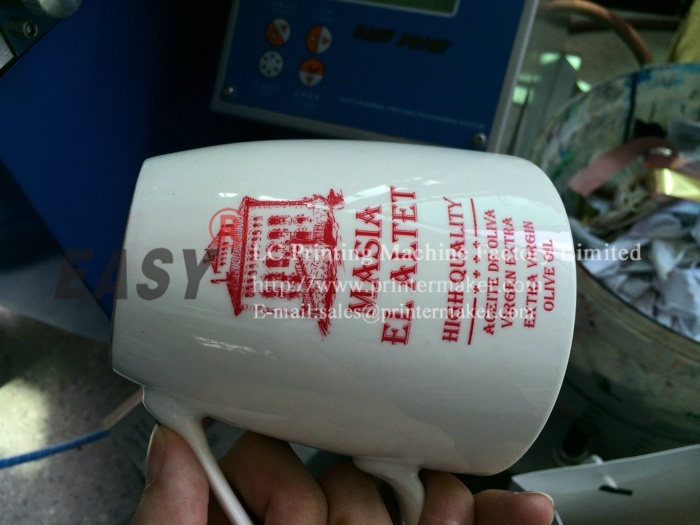 EASY PRINT
MASIA
EL ALTET
HIGH QUALITY
ACEITE DE OLIVA
VIRGEN EXTRA
EXTRA VIRGIN
OLIVE OIL
EASY
R
LC Printing Machine Factory Limited
http://www.printermaker.com
E-mail:sales@printermaker.com